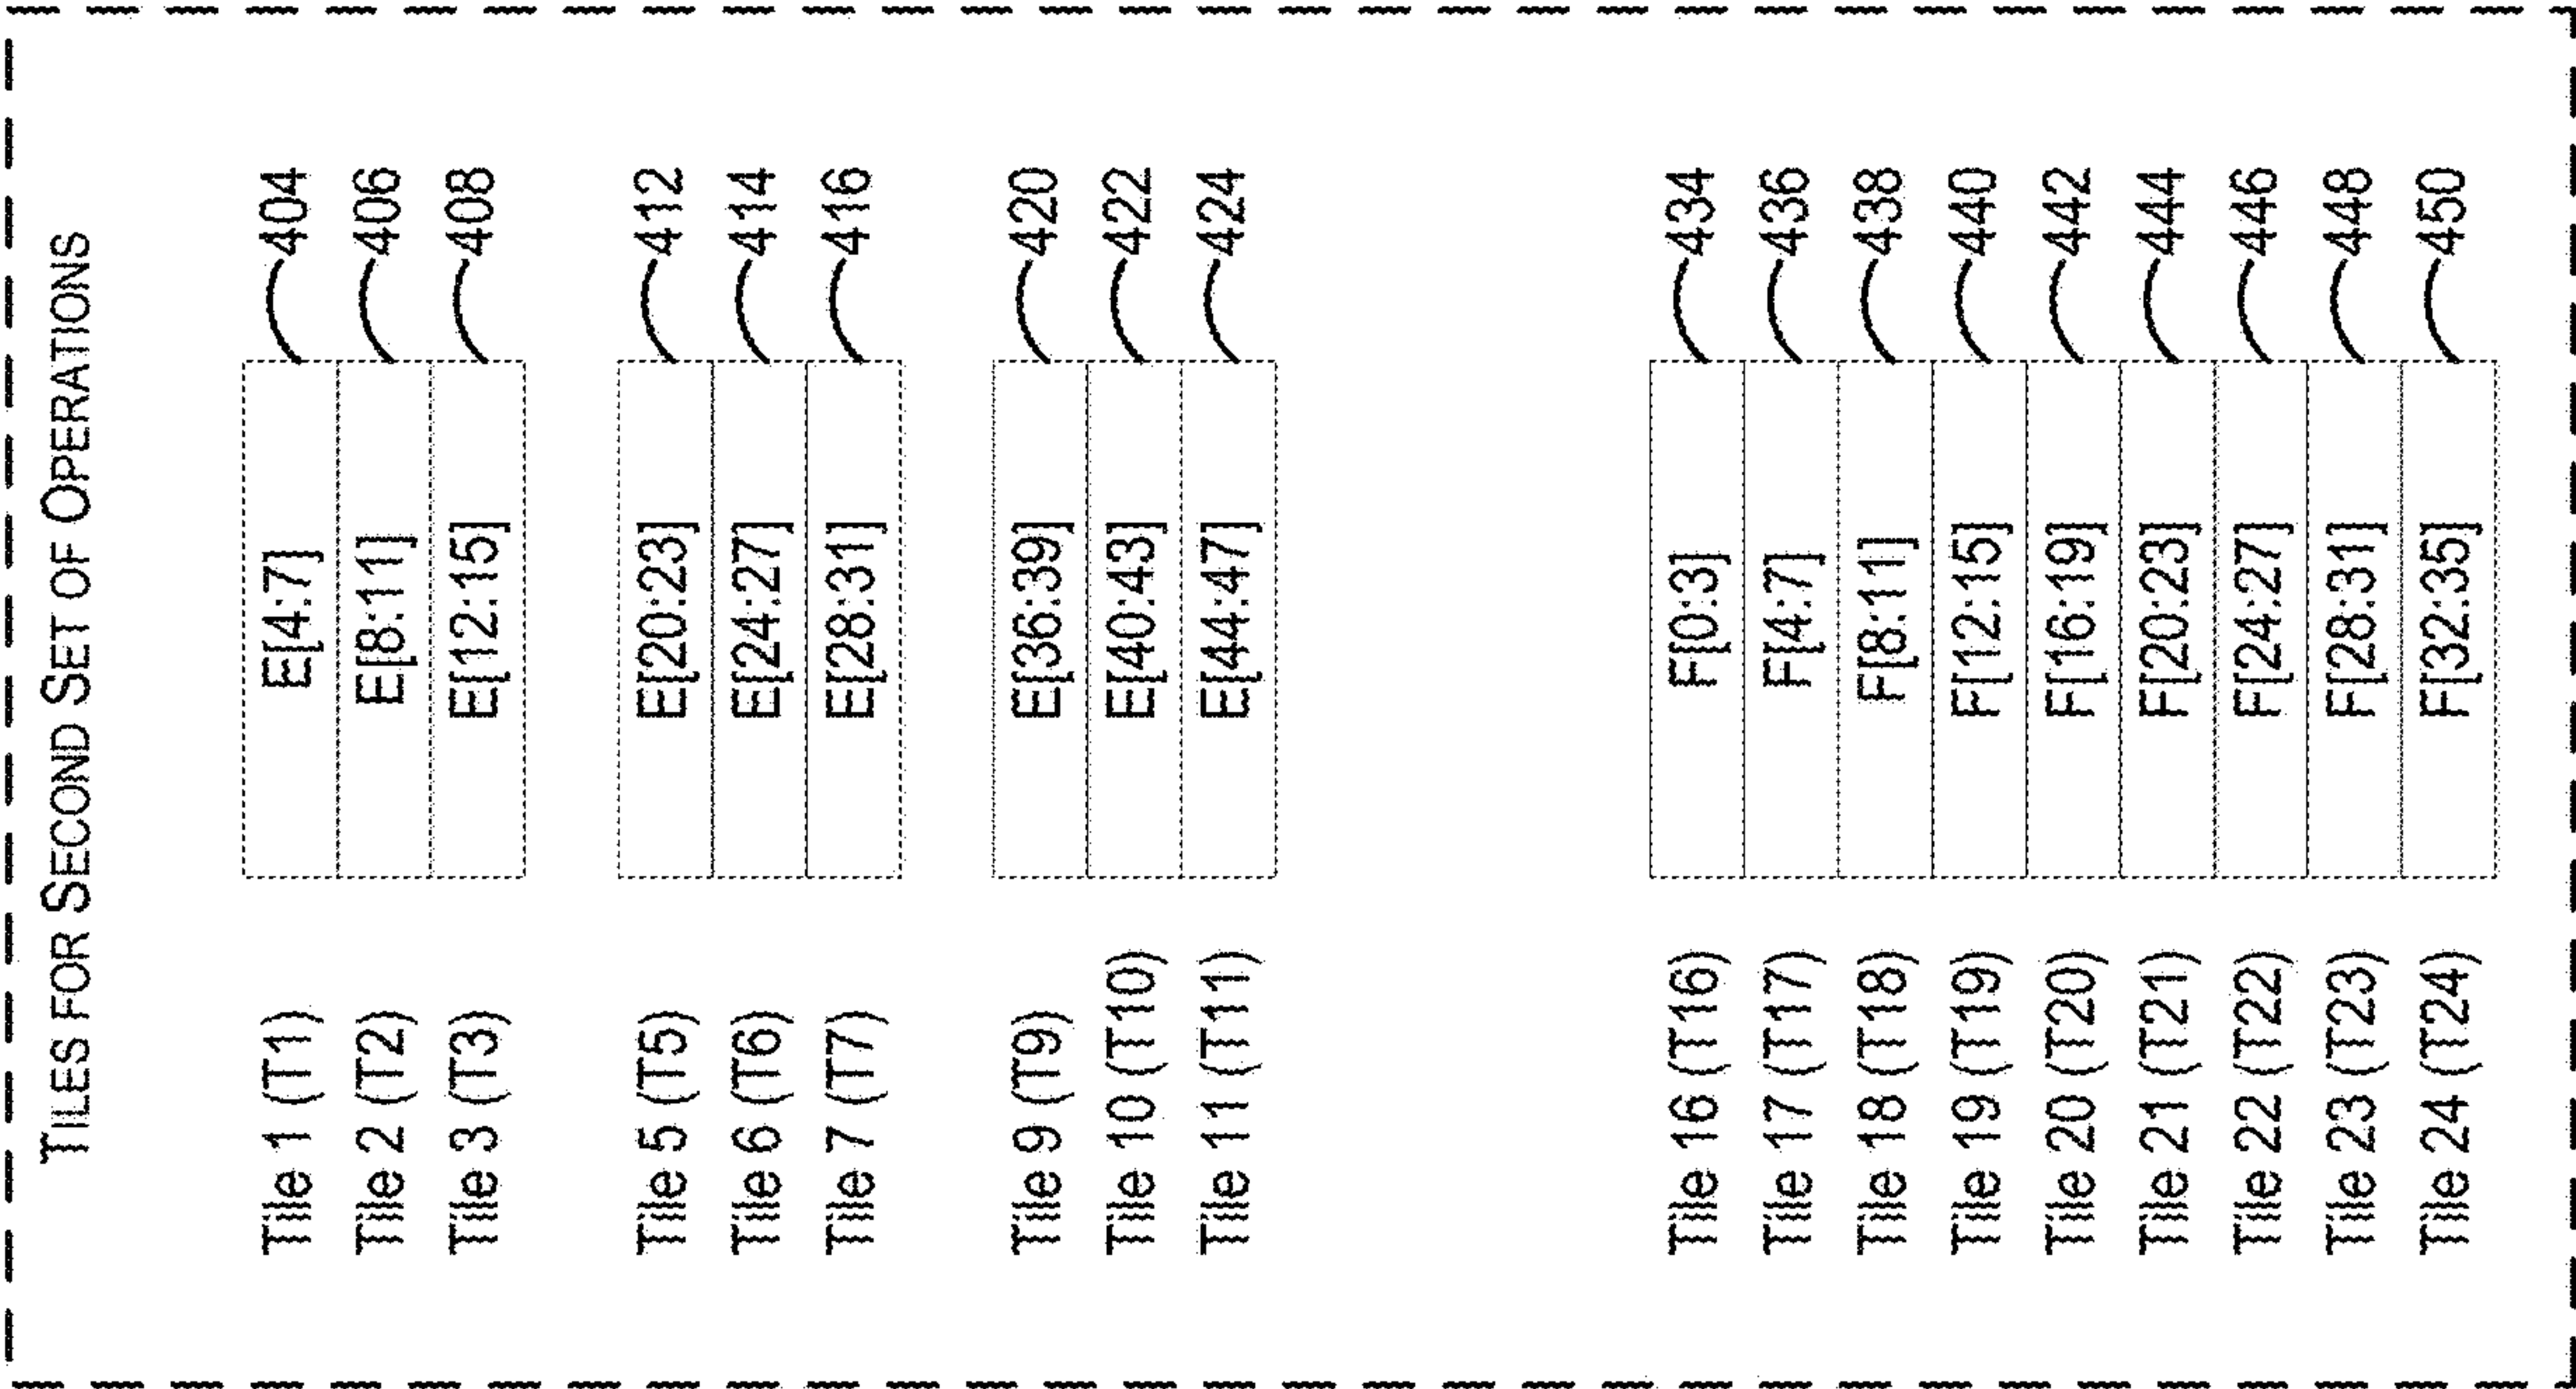 TILES FOR SECOND SET OF OPERATIONS
Tile 1 (T1) E[4:7] 404
Tile 2 (T2) E[8:11] 406
Tile 3 (T3) E[12:15] 408
Tile 5 (T5) E[20:23] 412
Tile 6 (T6) E[24:27] 414
Tile 7 (T7) E[28:31] 416
Tile 9 (T9) E[36:39] 420
Tile 10 (T10) E[40:43] 422
Tile 11 (T11) E[44:47] 424
Tile 16 (T16) F[0:3] 434
Tile 17 (T17) F[4:7] 436
Tile 18 (T18) F[8:11] 438
Tile 19 (T19) F[12:15] 440
Tile 20 (T20) F[16:19] 442
Tile 21 (T21) F[20:23] 444
Tile 22 (T22) F[24:27] 446
Tile 23 (T23) F[28:31] 448
Tile 24 (T24) F[32:35] 450